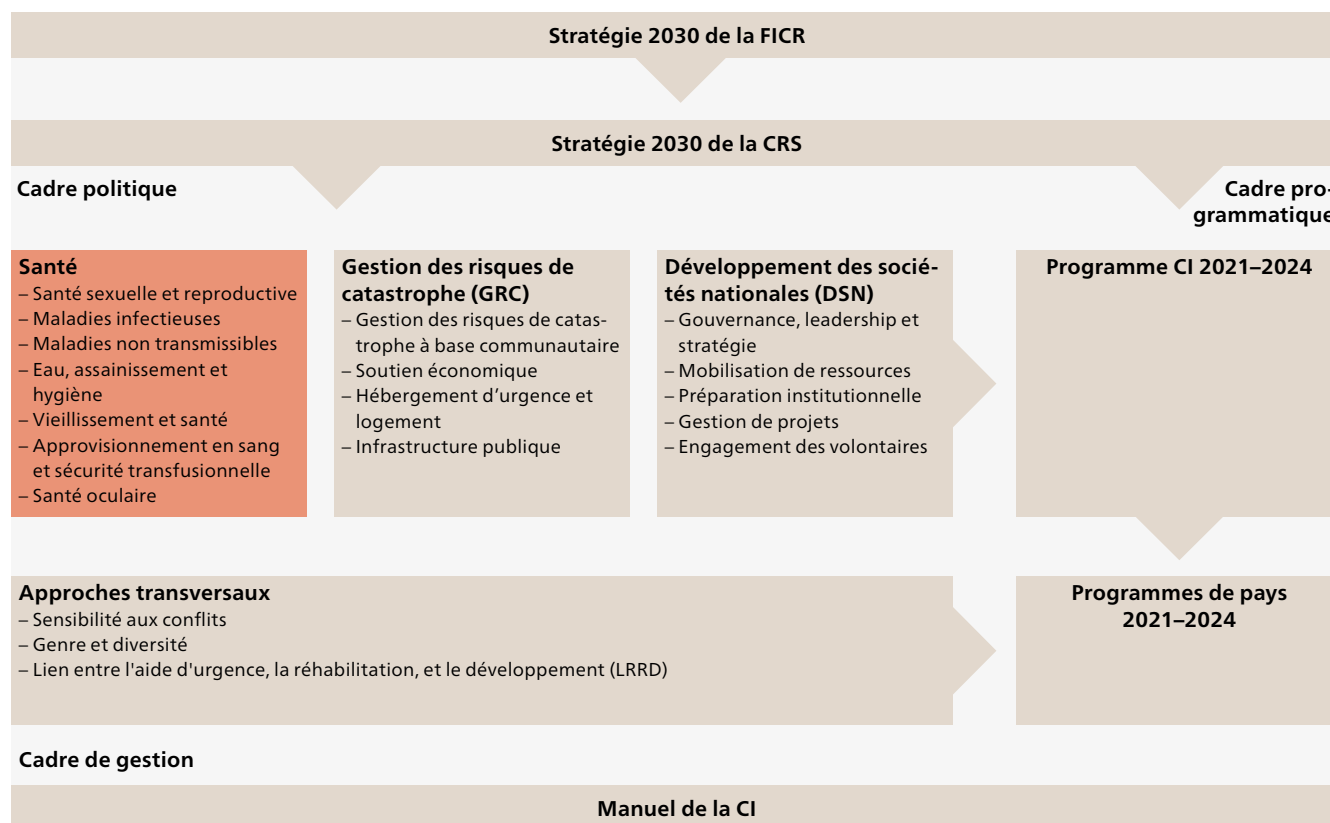 Stratégie 2030 de la FICR
Stratégie 2030 de la CRS
Cadre politique
Cadre pro-
grammatique
Santé
– Santé sexuelle et reproductive
– Maladies infectieuses
– Maladies non transmissibles
– Eau, assainissement et
hygiène
– Vieillissement et santé
– Approvisionnement en sang
et sécurité transfusionnelle
– Santé oculaire
Gestion des risques de
catastrophe (GRC)
– Gestion des risques de catas-
trophe à base communautaire
– Soutien économique
– Hébergement d’urgence et
logement
– Infrastructure publique
Développement des socié-
tés nationales (DSN)
– Gouvernance, leadership et
stratégie
– Mobilisation de ressources
– Préparation institutionnelle
– Gestion de projets
– Engagement des volontaires
Programme CI 2021–2024
Approches transversaux
– Sensibilité aux conflits
– Genre et diversité
– Lien entre l'aide d'urgence, la réhabilitation, et le développement (LRRD)
Programmes de pays
2021–2024
Cadre de gestion
Manuel de la CI